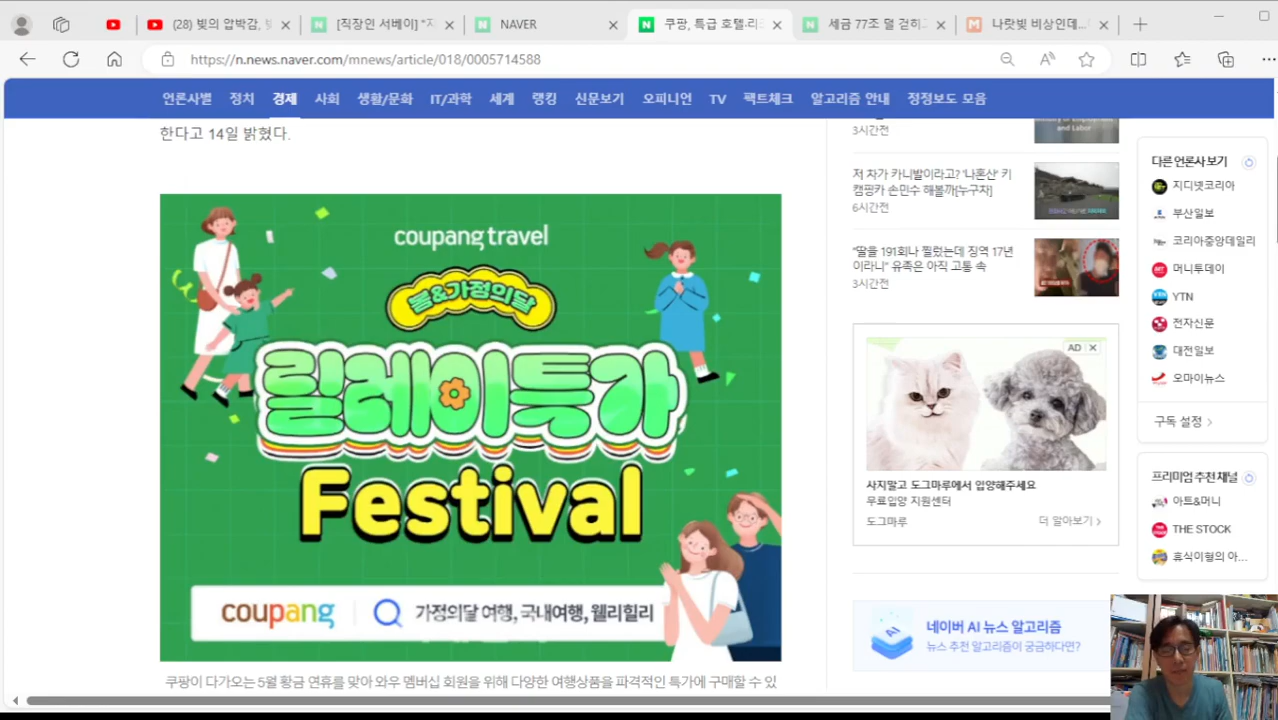 (28) 빚의 압박감,
[직장인 서베이] "지
NAVER
쿠팡, 특급 호텔·리
세금 77조 덜 걷히
나랏빚 비상인데...
https://n.news.naver.com/mnews/article/018/0005714588
언론사별 정치 경제 사회 생활/문화 IT/과학 세계 랭킹 신문보기 오피니언 TV 팩트체크 알고리즘 안내 정정보도 모음
한다고 14일 밝혔다.
coupang travel
봄&가정의달
릴레이특가
Festival
coupang
가정의달 여행, 국내여행, 웰리힐리
쿠팡이 다가오는 5월 황금 연휴를 맞아 와우 멤버십 회원을 위해 다양한 여행상품을 파격적인 특가에 구매할 수 있
and Labor
3시간전
저 차가 카니발이라고? '나혼산' 키
캠핑카 손민수 해볼까[누구차]
6시간전
"딸을 191회나 찔렀는데 징역 17년
이라니" 유족은 아직 고통 속
3시간전
AD
사지말고 도그마루에서 입양해주세요
무료입양 지원센터
도그마루
더 알아보기
네이버 AI 뉴스 알고리즘
뉴스 추천 알고리즘이 궁금하다면?
다른 언론사 보기
지디넷코리아
부산일보
코리아중앙데일리
머니투데이
YTN
전자신문
대전일보
오마이뉴스
구독 설정
프리미엄 추천 채널
아트&머니
THE STOCK
휴식이형의 아...